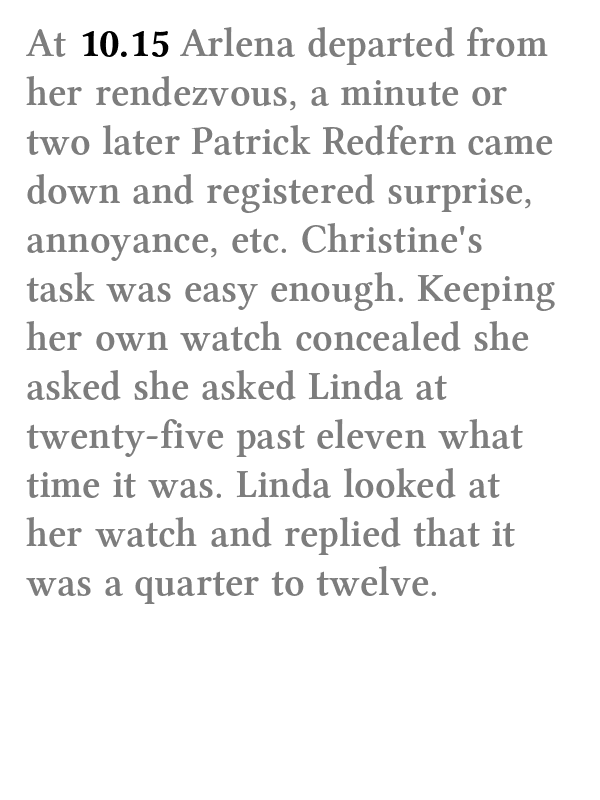 At 10.15 Arlena departed from
her rendezvous, a minute or
two later Patrick Redfern came
down and registered surprise,
annoyance, etc. Christine's
task was easy enough. Keeping
her own watch concealed she
asked she asked Linda at
twenty-five past eleven what
time it was. Linda looked at
her watch and replied that it
was a quarter to twelve.